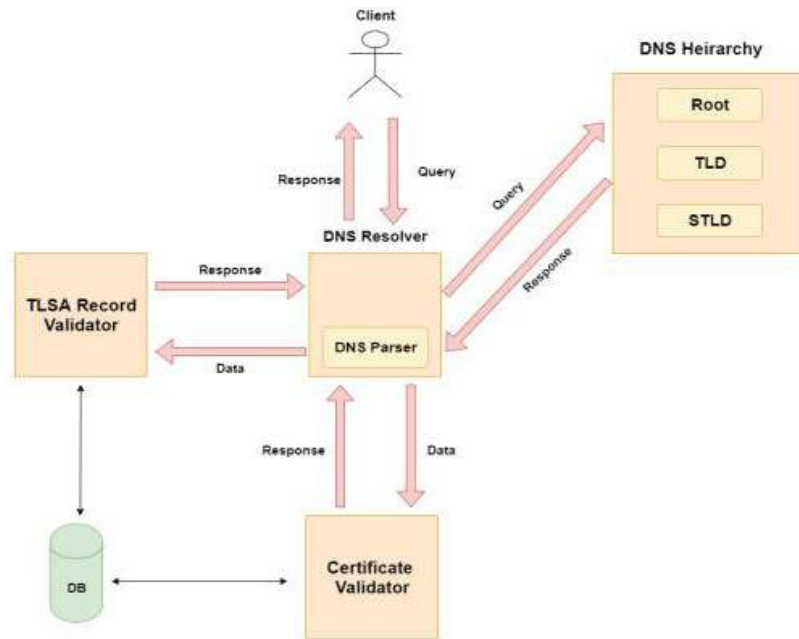 Client
DNS Heirarchy
Root
TLD
STLD
Response
Query
Query
Response
DNS Resolver
DNS Parser
Response
Data
TLSA Record
Validator
Response
Data
DB
Certificate
Validator